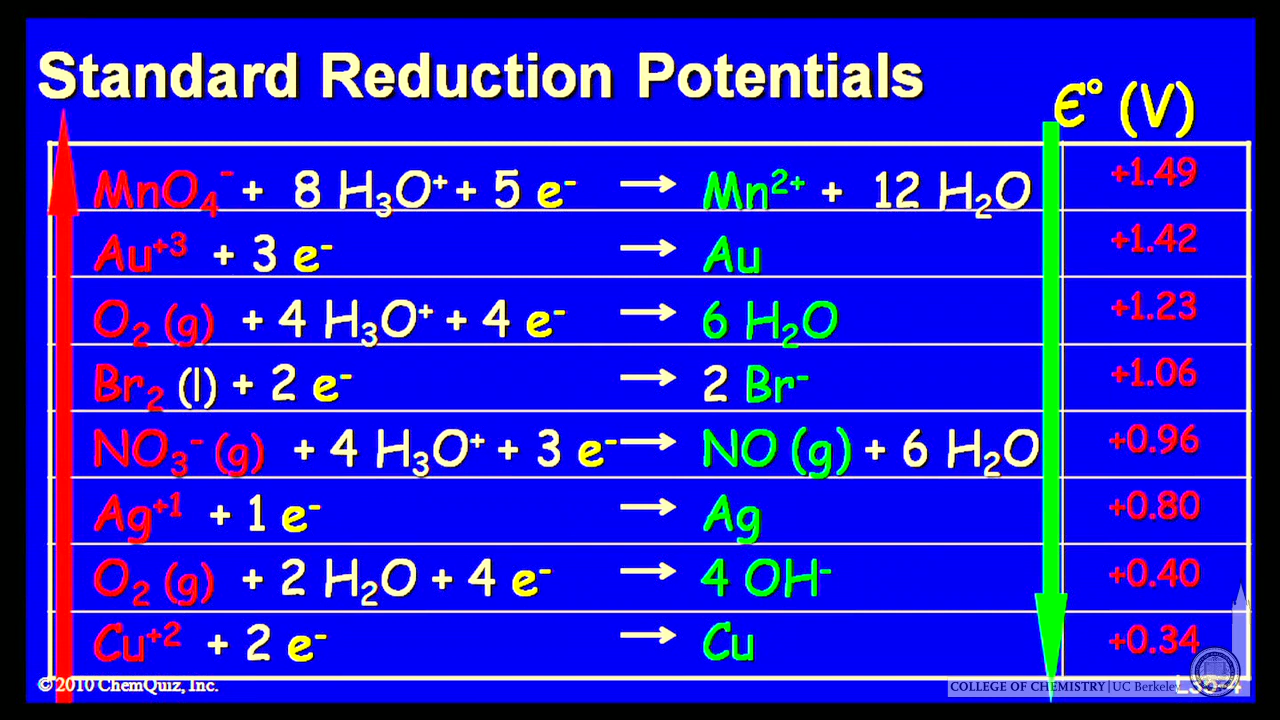 Standard Reduction Potentials
Є° (V)
MnO₄⁻ + 8 H₃O⁺ + 5 e⁻ → Mn²⁺ + 12 H₂O +1.49
Au⁺³ + 3 e⁻ → Au +1.42
O₂ (g) + 4 H₃O⁺ + 4 e⁻ → 6 H₂O +1.23
Br₂ (l) + 2 e⁻ → 2 Br⁻ +1.06
NO₃⁻ (g) + 4 H₃O⁺ + 3 e⁻ → NO (g) + 6 H₂O +0.96
Ag⁺¹ + 1 e⁻ → Ag +0.80
O₂ (g) + 2 H₂O + 4 e⁻ → 4 OH⁻ +0.40
Cu⁺² + 2 e⁻ → Cu +0.34
© 2010 ChemQuiz, Inc.
COLLEGE OF CHEMISTRY | UC Berkeley